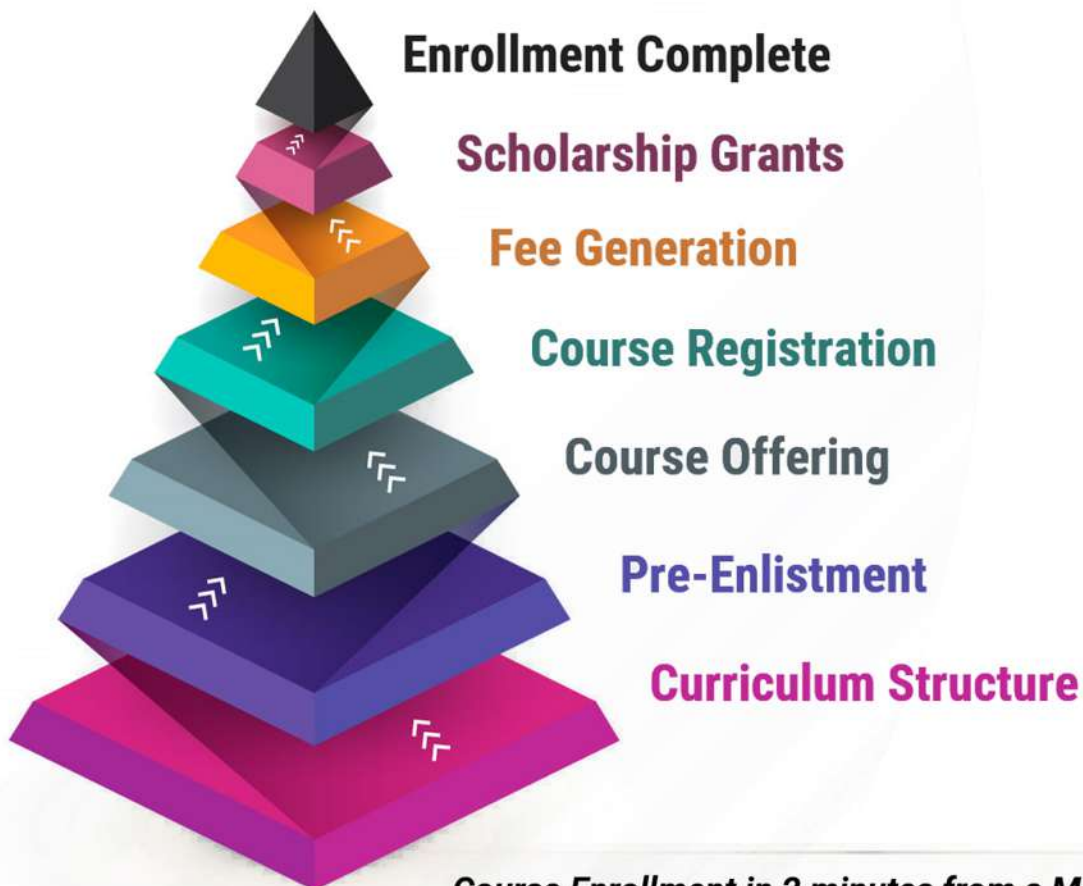 Enrollment Complete
Scholarship Grants
Fee Generation
Course Registration
Course Offering
Pre-Enlistment
Curriculum Structure
Course Enrollment in 2 minutes from a M